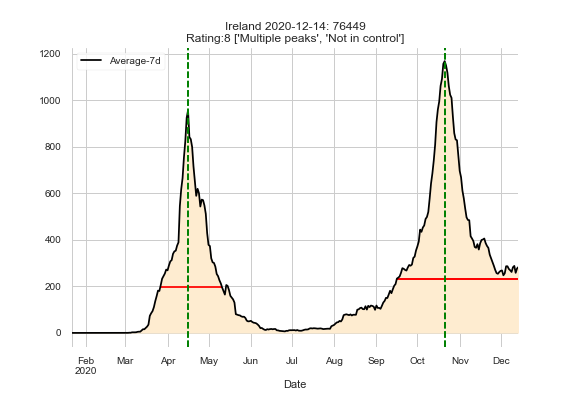 Ireland 2020-12-14: 76449
Rating:8 ['Multiple peaks', 'Not in control']
Average-7d
1200
1000
800
600
400
200
0
Feb Mar Apr May Jun Jul Aug Sep Oct Nov Dec
2020
Date